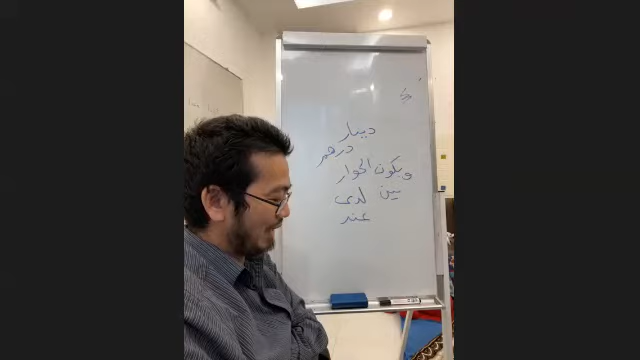 دينار
درهم
ويكون الحوار
بين لدى
عند